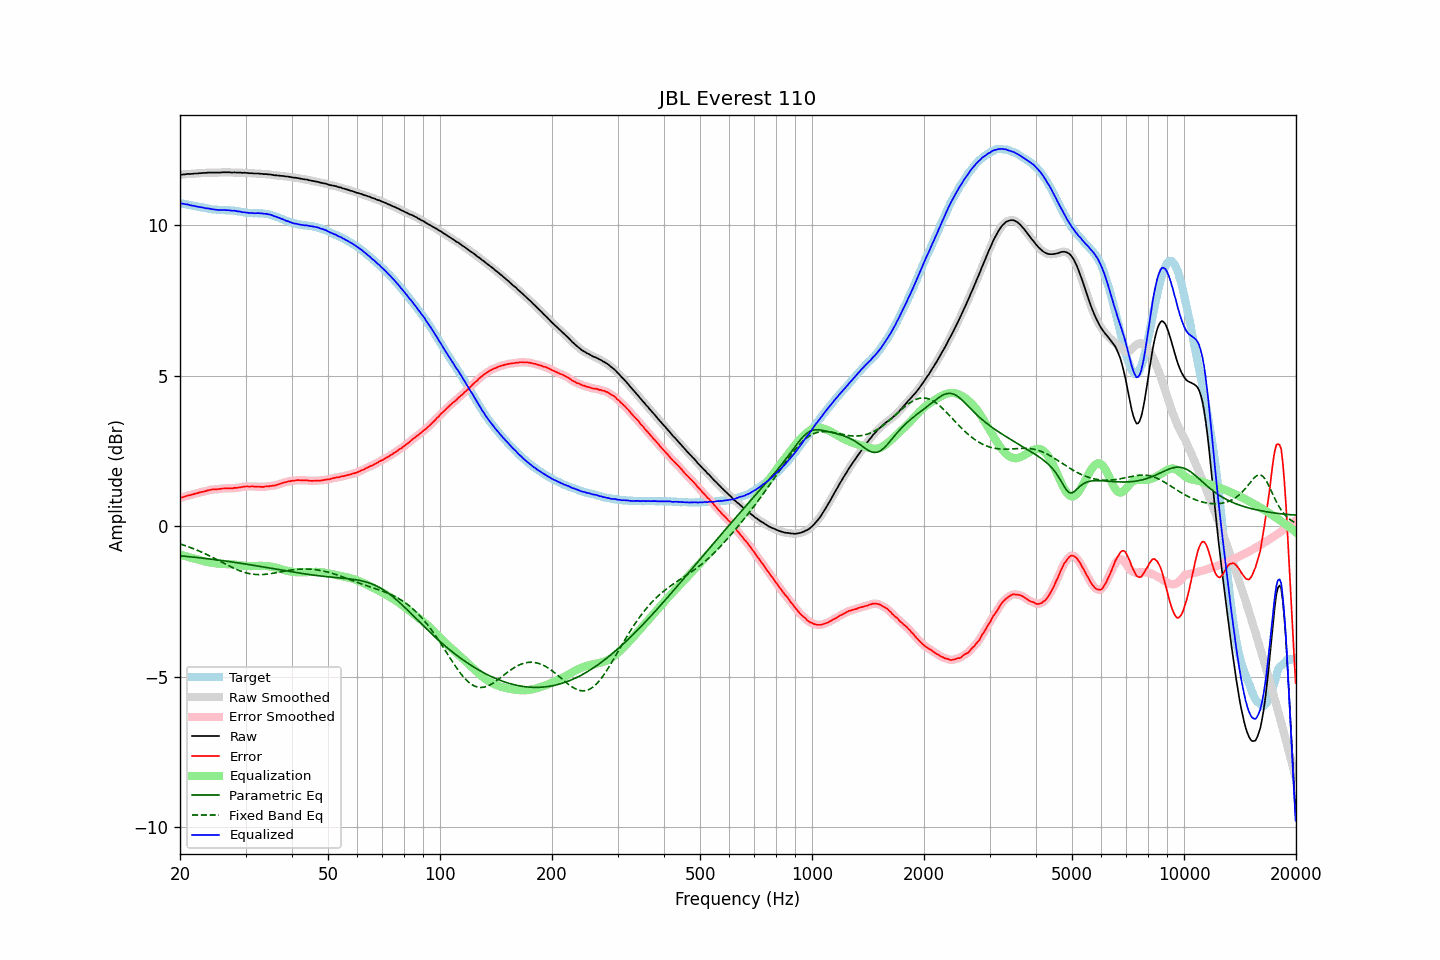 JBL Everest 110
Amplitude (dBr)
10
5
0
−5
−10
Target
Raw Smoothed
Error Smoothed
Raw
Error
Equalization
Parametric Eq
Fixed Band Eq
Equalized
20 50 100 200 500 1000 2000 5000 10000 20000
Frequency (Hz)